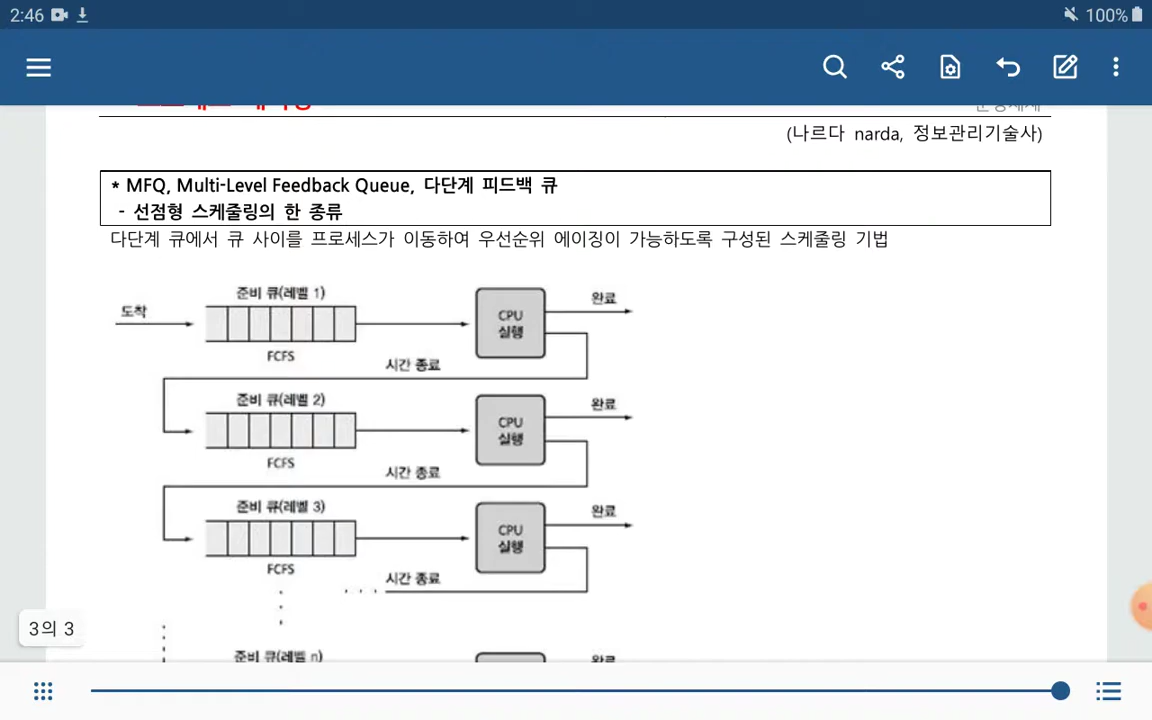 2:46
100%
(나르다 narda, 정보관리기술사)
* MFQ, Multi-Level Feedback Queue, 다단계 피드백 큐
- 선점형 스케줄링의 한 종류
다단계 큐에서 큐 사이를 프로세스가 이동하여 우선순위 에이징이 가능하도록 구성된 스케줄링 기법
도착
준비 큐(레벨 1)
FCFS
CPU
실행
완료
시간 종료
준비 큐(레벨 2)
FCFS
CPU
실행
완료
시간 종료
준비 큐(레벨 3)
FCFS
CPU
실행
완료
시간 종료
준비 큐(레벨 n)
완료
3의 3